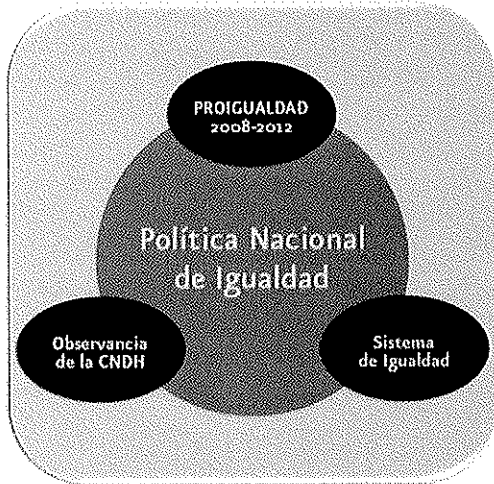 PROIGUALDAD
2008-2012
Política Nacional
de Igualdad
Observancia
de la CNDH
Sistema
de Igualdad